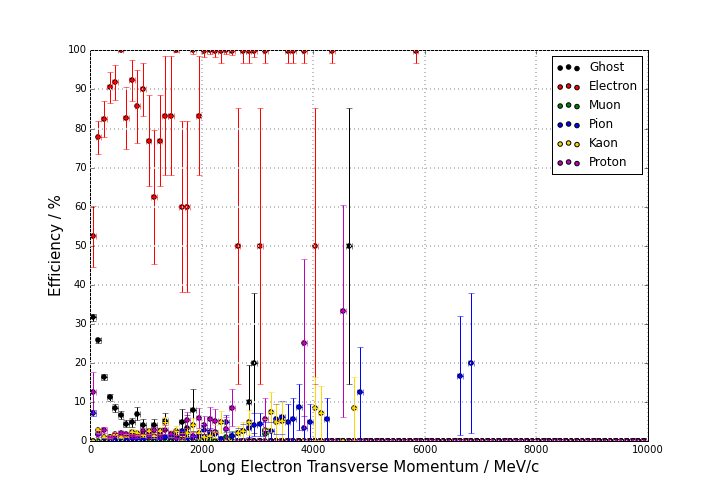 100
90
80
70
60
50
40
30
20
10
0
Efficiency / %
Ghost
Electron
Muon
Pion
Kaon
Proton
0 2000 4000 6000 8000 10000
Long Electron Transverse Momentum / MeV/c